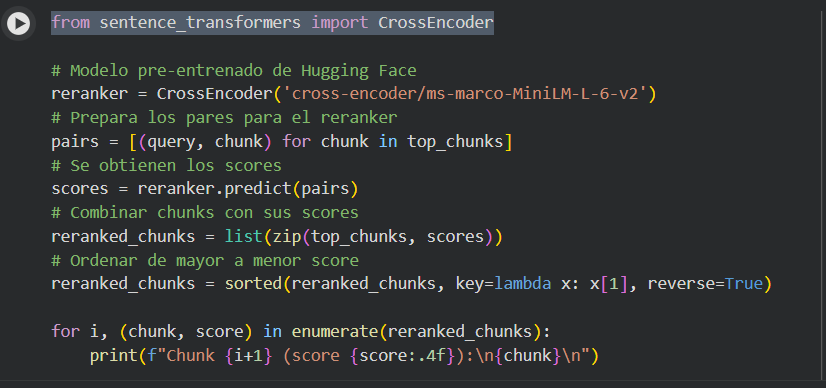 from sentence_transformers import CrossEncoder
# Modelo pre-entrenado de Hugging Face
reranker = CrossEncoder('cross-encoder/ms-marco-MiniLM-L-6-v2')
# Prepara los pares para el reranker
pairs = [(query, chunk) for chunk in top_chunks]
# Se obtienen los scores
scores = reranker.predict(pairs)
# Combinar chunks con sus scores
reranked_chunks = list(zip(top_chunks, scores))
# Ordenar de mayor a menor score
reranked_chunks = sorted(reranked_chunks, key=lambda x: x[1], reverse=True)
for i, (chunk, score) in enumerate(reranked_chunks):
    print(f"Chunk {i+1} (score {score:.4f}):\n{chunk}\n")